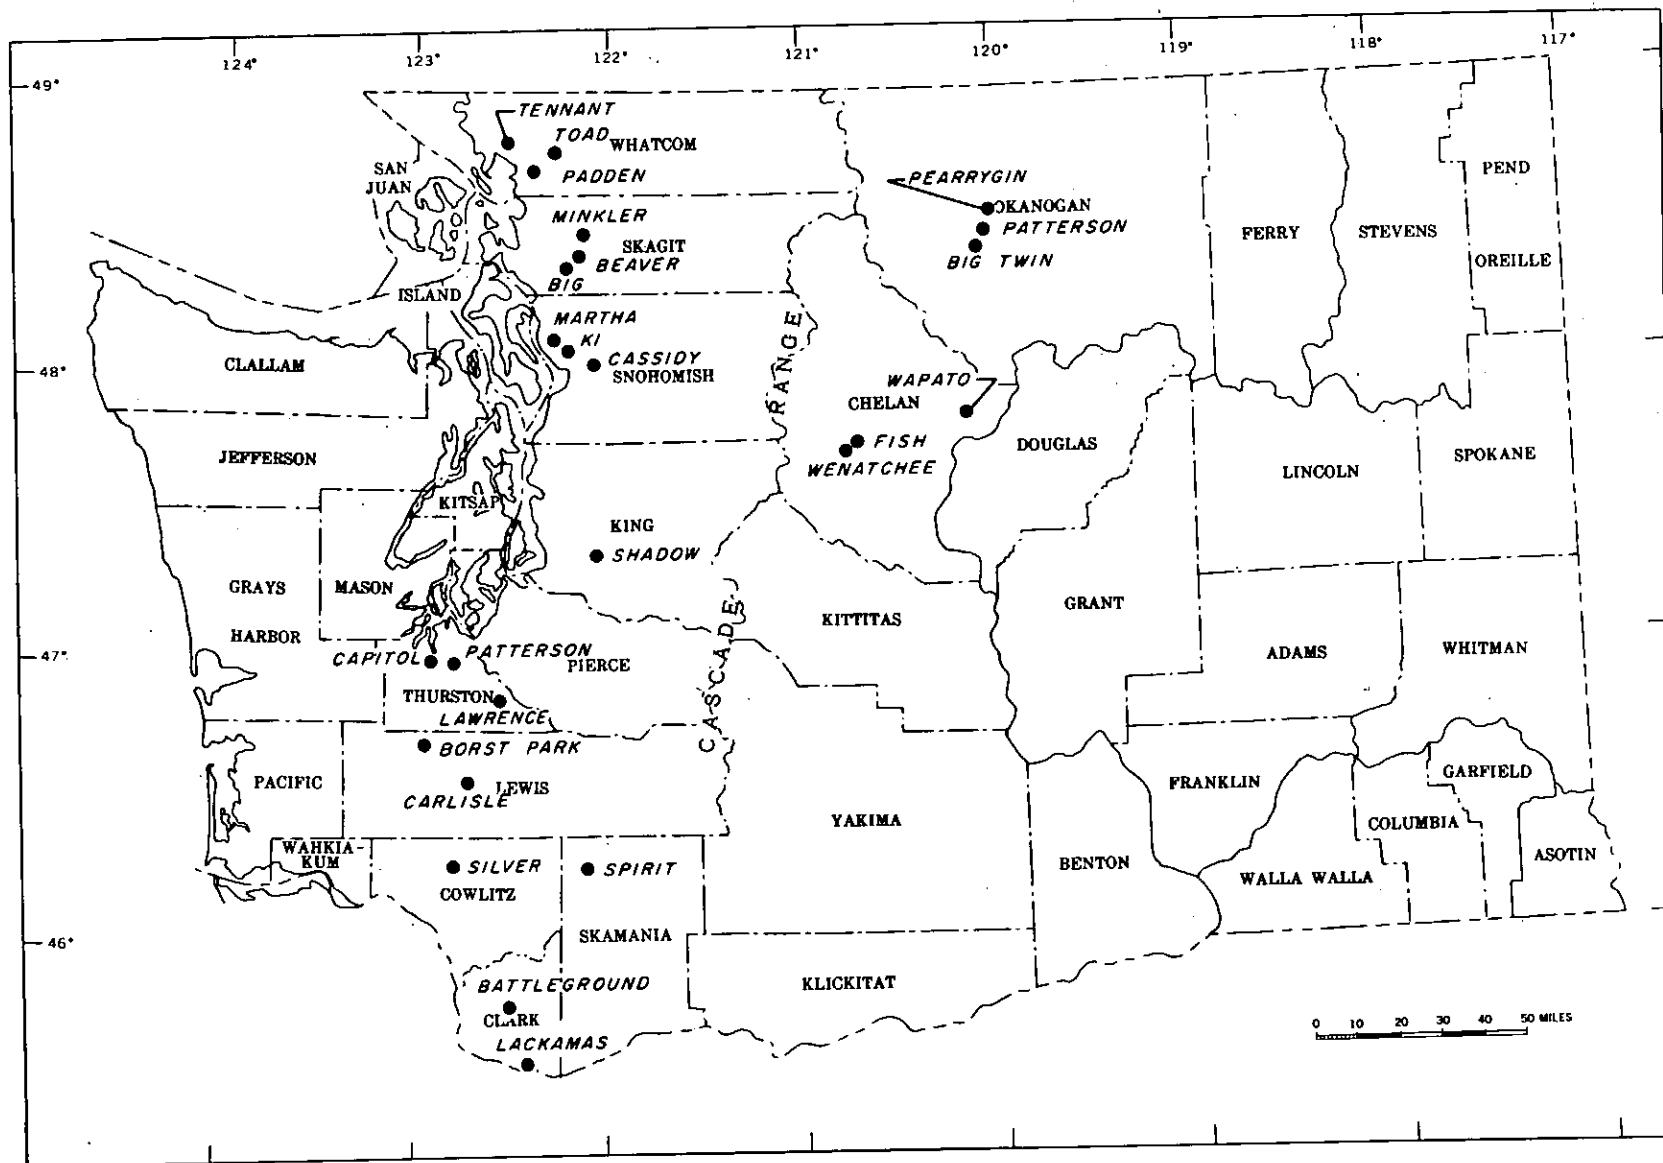 124°
123°
122°
121°
120°
119°
118°
117°
49°
48°
47°
46°
TENNANT
TOAD
WHATCOM
PADDEN
SAN
JUAN
MINKLER
SKAGIT
BEAVER
BIG
ISLAND
MARTHA
KI
CASSIDY
SNOHOMISH
CLALLAM
JEFFERSON
KITSAP
KING
SHADOW
GRAYS
HARBOR
MASON
CAPITOL
PATTERSON
PIERCE
THURSTON
LAWRENCE
BORST PARK
PACIFIC
LEWIS
CARLISLE
WAHKIA-
KUM
SILVER
COWLITZ
SPIRIT
SKAMANIA
BATTLEGROUND
CLARK
LACKAMAS
CASCADE RANGE
PEARRYGIN
OKANOGAN
PATTERSON
BIG TWIN
WAPATO
CHELAN
FISH
WENATCHEE
DOUGLAS
KITTITAS
GRANT
YAKIMA
KLICKITAT
BENTON
FERRY
STEVENS
PEND
OREILLE
LINCOLN
SPOKANE
ADAMS
WHITMAN
FRANKLIN
GARFIELD
COLUMBIA
WALLA WALLA
ASOTIN
0 10 20 30 40 50 MILES